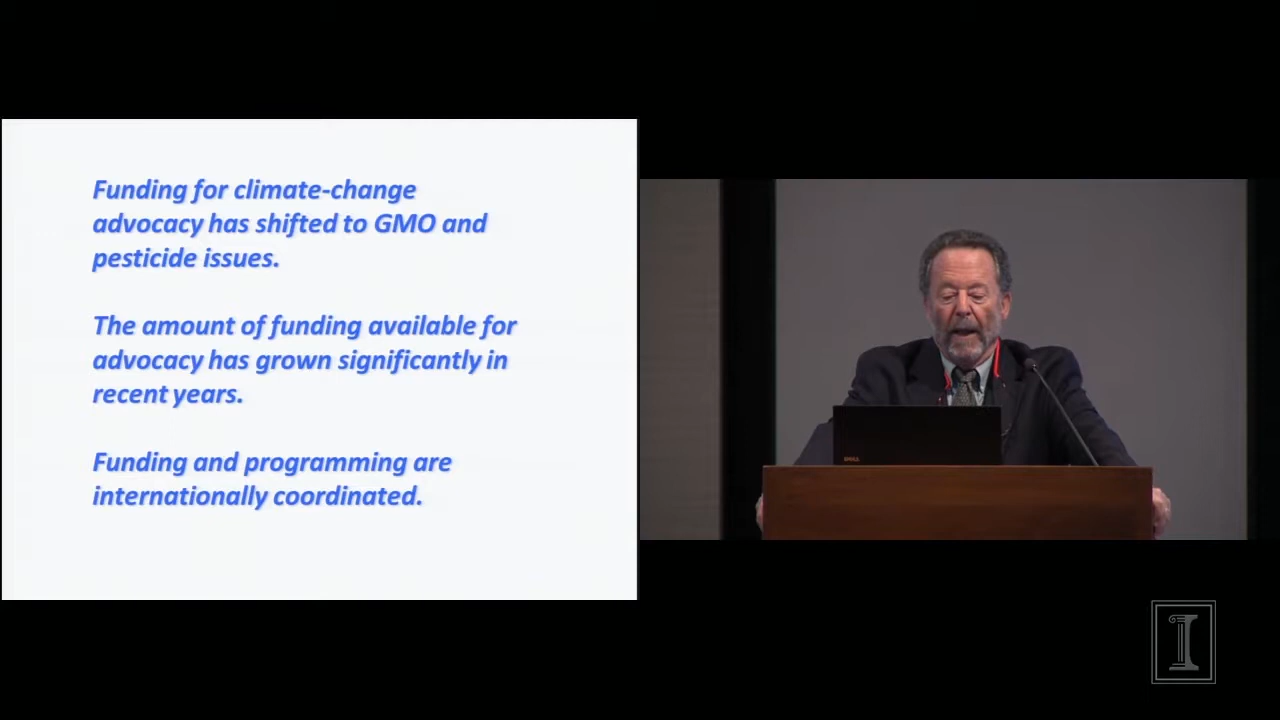 Funding for climate-change
advocacy has shifted to GMO and
pesticide issues.
The amount of funding available for
advocacy has grown significantly in
recent years.
Funding and programming are
internationally coordinated.
DELL
I